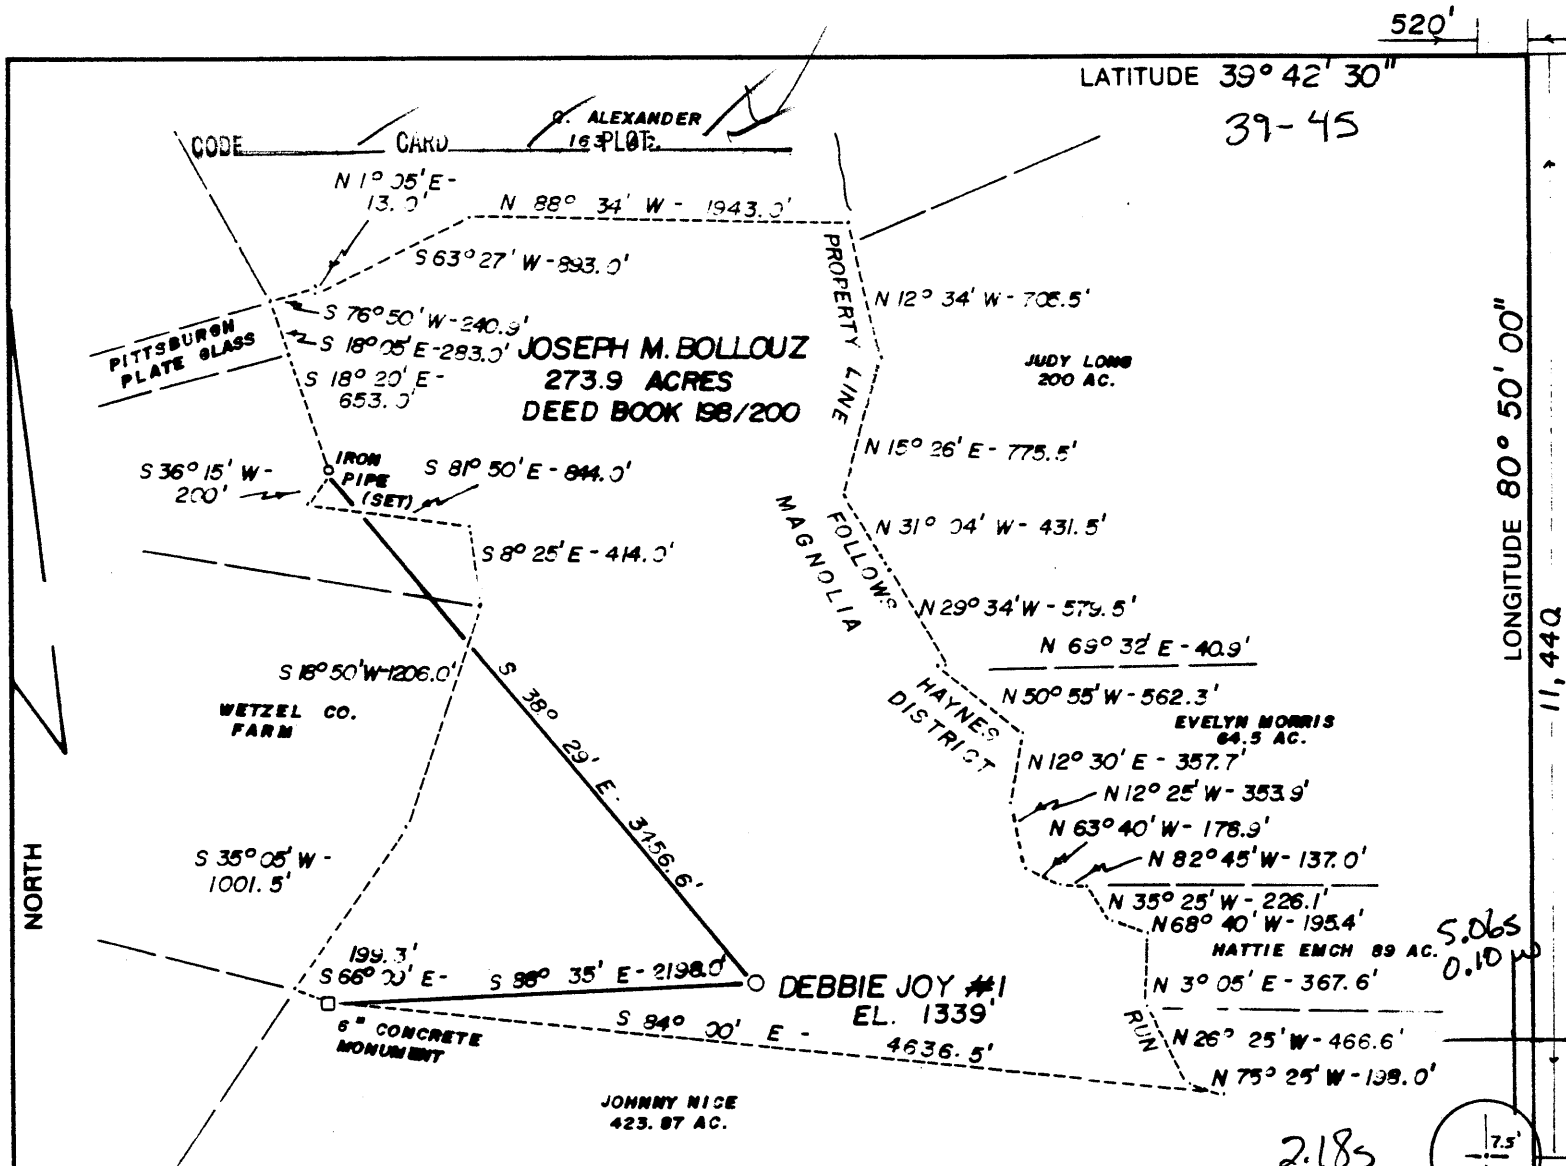 520'
LATITUDE 39° 42' 30"
39-45
Q. ALEXANDER
163
CODE CARD PLOT
N 1° 05' E -
13.0'
N 88° 34' W - 1943.0'
S 63° 27' W - 893.0'
PROPERTY LINE FOLLOWS
N 12° 34' W - 705.5'
S 76° 50' W - 240.9'
PITTSBURGH
PLATE GLASS
S 18° 05' E - 283.0'
JOSEPH M. BOLLOUZ
273.9 ACRES
DEED BOOK 198/200
JUDY LONG
200 AC.
S 18° 20' E -
653.0'
LONGITUDE 80° 50' 00"
IRON
PIPE
(SET)
S 36° 15' W -
200'
S 81° 50' E - 844.0'
N 15° 26' E - 775.5'
MAGNOLIA
N 31° 04' W - 431.5'
S 8° 25' E - 414.0'
N 29° 34' W - 579.5'
11,440
N 69° 32' E - 40.9'
S 18° 50' W - 1206.0'
HAYNES
DISTRICT
N 50° 55' W - 562.3'
WETZEL CO.
FARM
EVELYN MORRIS
64.5 AC.
S 38° 29' E - 3456.6'
N 12° 30' E - 357.7'
N 12° 25' W - 353.9'
N 63° 40' W - 178.9'
N 82° 45' W - 137.0'
S 35° 05' W -
1001.5'
NORTH
N 35° 25' W - 226.1'
N 68° 40' W - 195.4'
HATTIE EMCH 89 AC.
5.06s
0.10 w
199.3'
S 66° 00' E -
S 88° 35' E - 2198.0'
DEBBIE JOY #1
EL. 1339'
N 3° 05' E - 367.6'
RUN
6" CONCRETE
MONUMENT
S 84° 00' E - 4636.5'
N 26° 25' W - 466.6'
N 75° 25' W - 198.0'
JOHNNY NICE
423.87 AC.
2.18s
7.5'